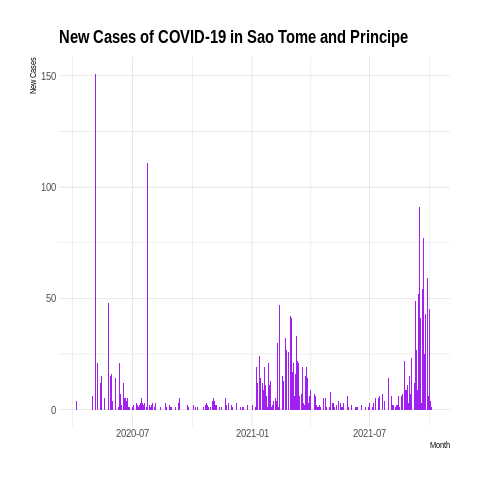 New Cases of COVID-19 in Sao Tome and Principe
New Cases
150
100
50
0
2020-07
2021-01
2021-07
Month